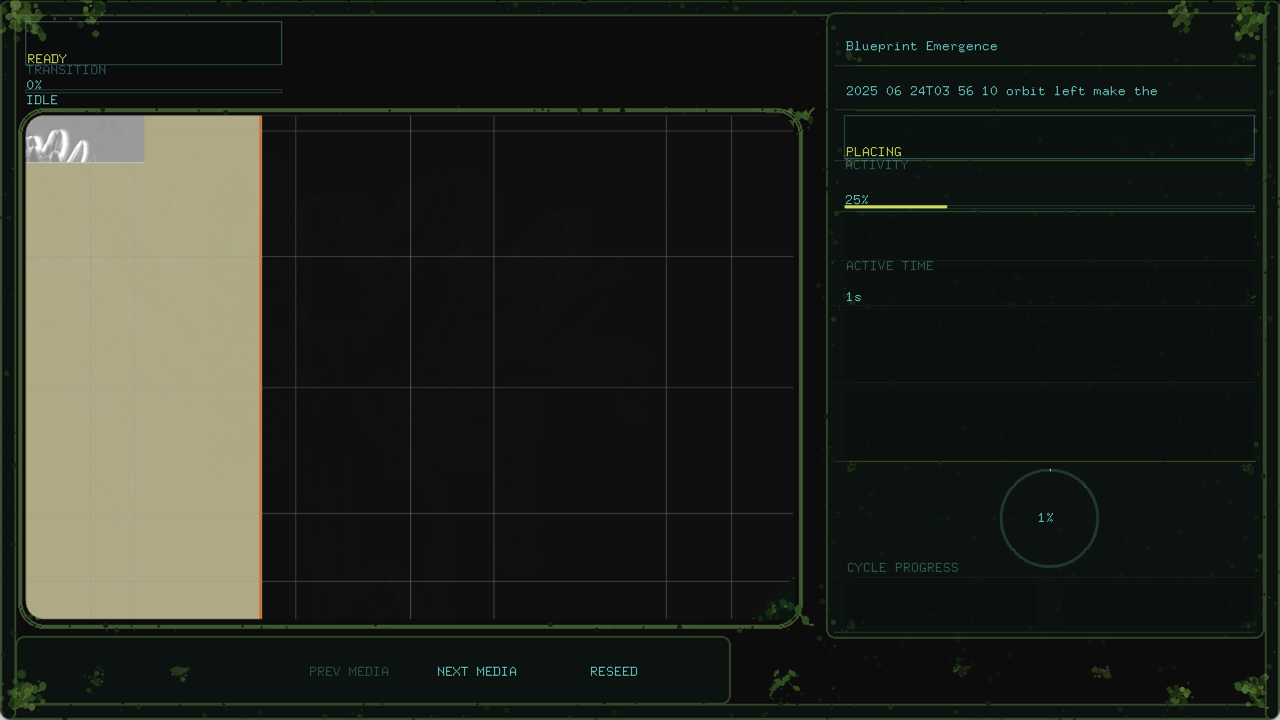 READY
TRANSITION
0%
IDLE
Blueprint Emergence
2025 06 24T03 56 10 orbit left make the
PLACING
ACTIVITY
25%
ACTIVE TIME
1s
1%
CYCLE PROGRESS
PREV MEDIA
NEXT MEDIA
RESEED